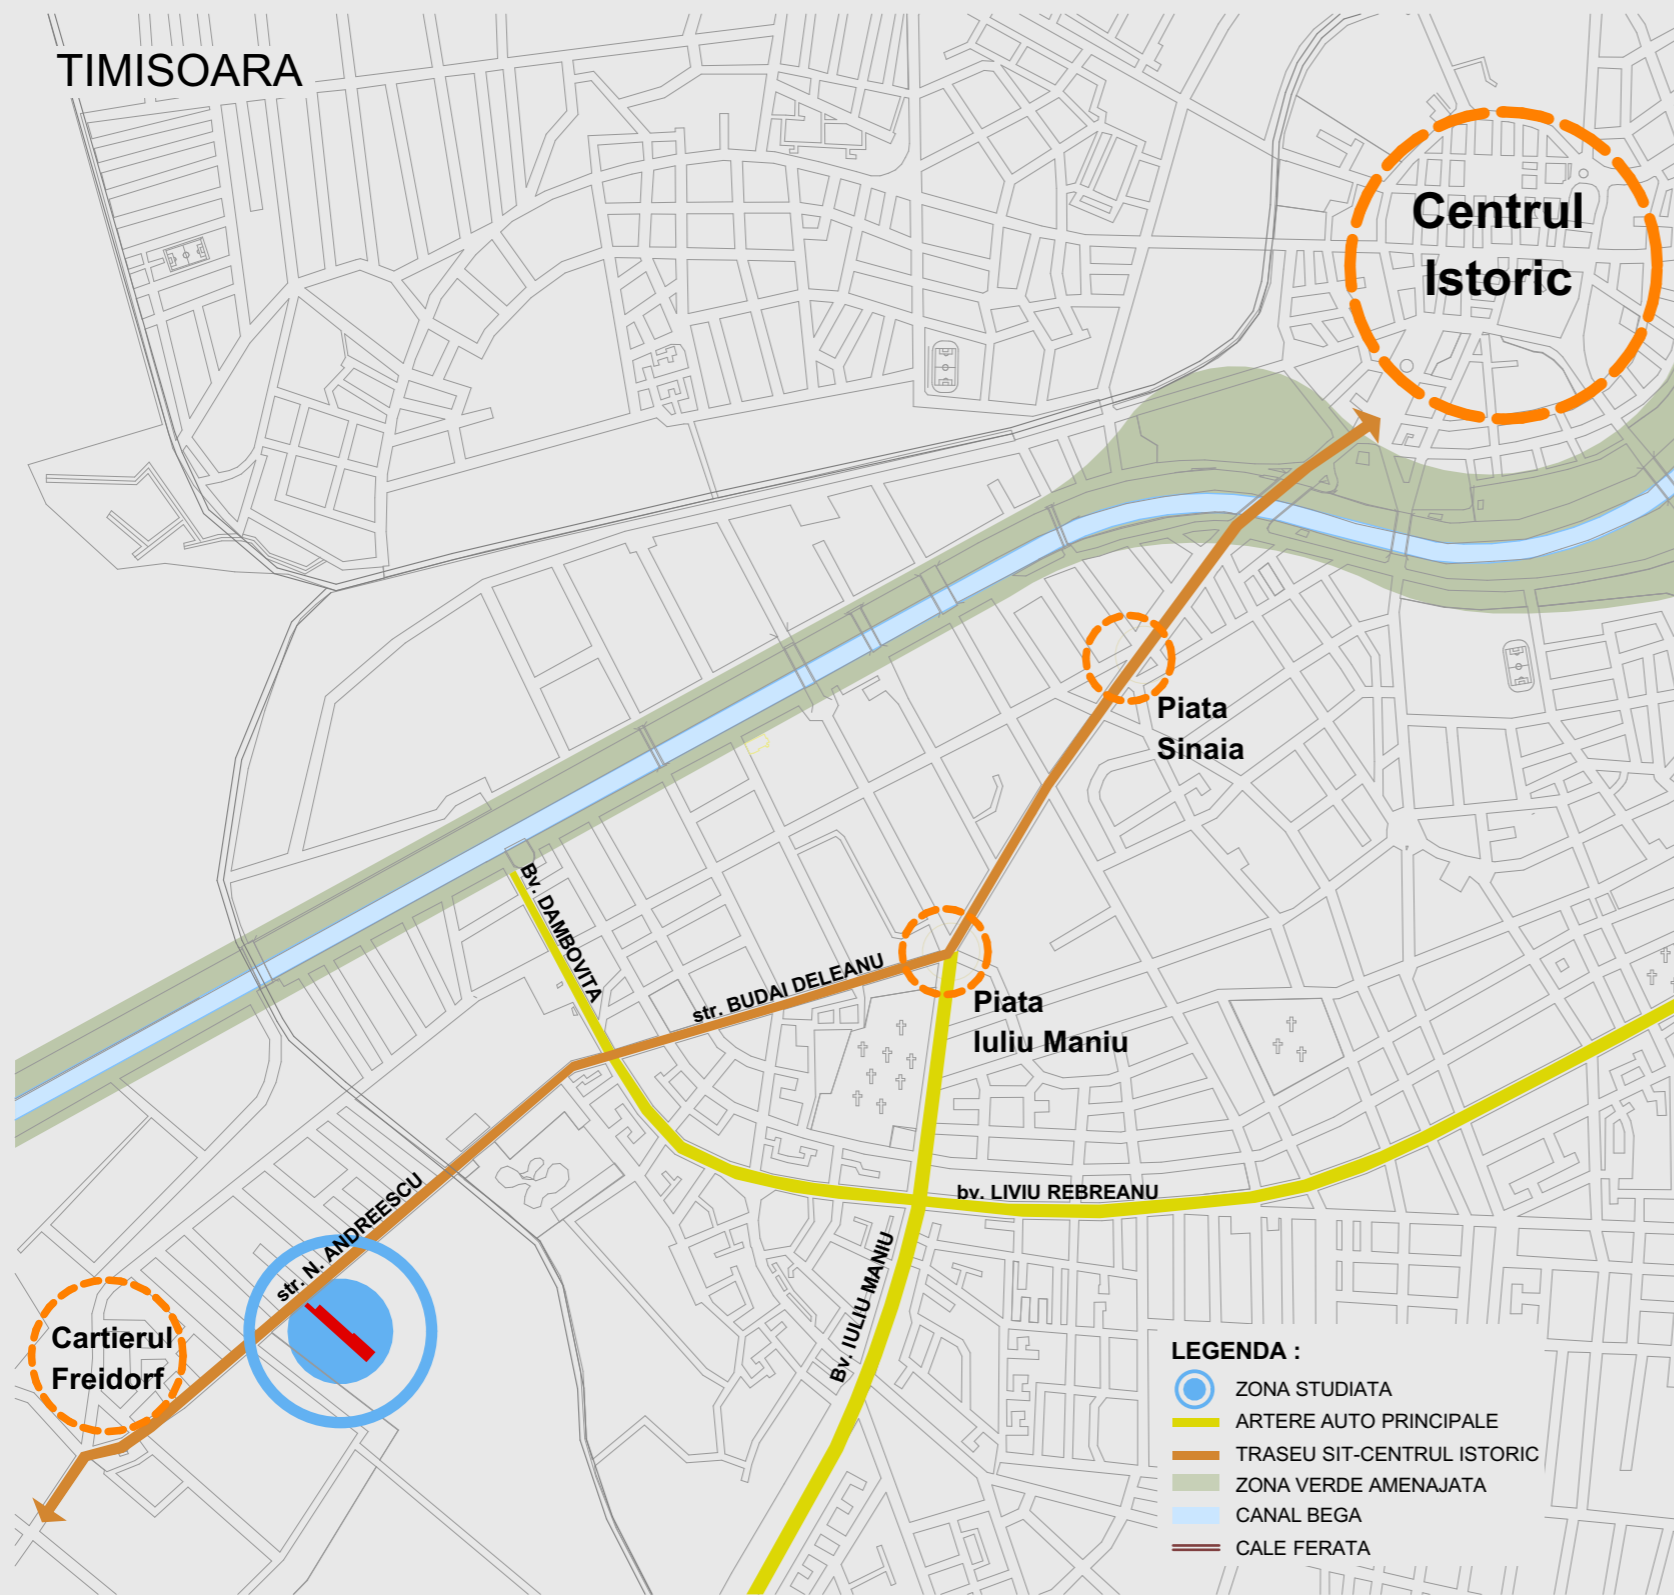 TIMISOARA
Centrul
Istoric
Piata
Sinaia
Bv. DAMBOVITA
str. BUDAI DELEANU
Piata
Iuliu Maniu
str. N. ANDREESCU
bv. LIVIU REBREANU
Bv. IULIU MANIU
Cartierul
Freidorf
LEGENDA :
ZONA STUDIATA
ARTERE AUTO PRINCIPALE
TRASEU SIT-CENTRUL ISTORIC
ZONA VERDE AMENAJATA
CANAL BEGA
CALE FERATA